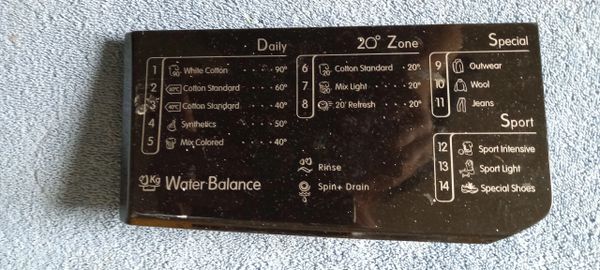 Daily
1 White Cotton 90°
2 Cotton Standard 60°
3 Cotton Standard 40°
4 Synthetics 50°
5 Mix Colored 40°
Kg Water Balance
20° Zone
6 Cotton Standard 20°
7 Mix Light 20°
8 20' Refresh 20°
Rinse
Spin+ Drain
Special
9 Outwear
10 Wool
11 Jeans
Sport
12 Sport Intensive
13 Sport Light
14 Special Shoes